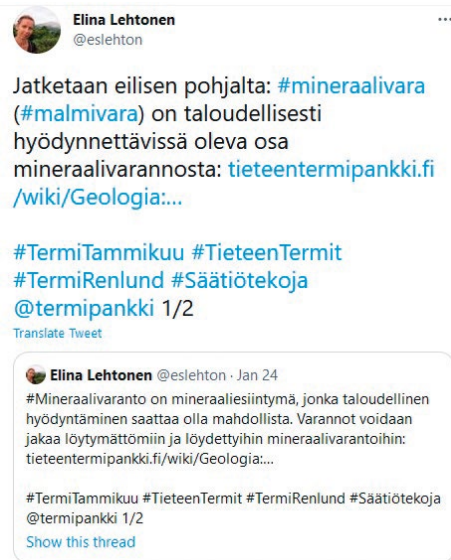 Elina Lehtonen
@eslehton
Jatketaan eilisen pohjalta: #mineraalivara
(#malmivara) on taloudellisesti
hyödynnettävissä oleva osa
mineraalivarannosta: tieteentermipankki.fi
/wiki/Geologia:...
#TermiTammikuu #TieteenTermit
#TermiRenlund #Säätiötekoja
@termipankki 1/2
Translate Tweet
Elina Lehtonen @eslehton · Jan 24
#Mineraalivaranto on mineraaliesiintymä, jonka taloudellinen
hyödyntäminen saattaa olla mahdollista. Varannot voidaan
jakaa löytymättömiin ja löydettyihin mineraalivarantoihin:
tieteentermipankki.fi/wiki/Geologia:...
#TermiTammikuu #TieteenTermit #TermiRenlund #Säätiötekoja
@termipankki 1/2
Show this thread